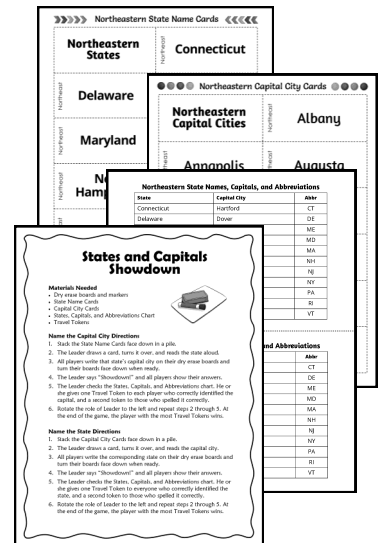 Northeastern State Name Cards
Northeastern
States
Northeast
Connecticut
Northeast
Delaware
Northeast
Maryland
Northeast
Northeastern Capital City Cards
Northeastern
Capital Cities
Northeast
Albany
Northeast
Annapolis
Northeast
Augusta
Northeastern State Names, Capitals, and Abbreviations
State Capital City Abbr
Connecticut Hartford CT
Delaware Dover DE
ME
MD
MA
NH
NJ
NY
PA
RI
VT
nd Abbreviations
Abbr
CT
DE
ME
MD
MA
NH
NJ
NY
PA
RI
VT
States and Capitals
Showdown
Materials Needed
• Dry erase boards and markers
• State Name Cards
• Capital City Cards
• States, Capitals, and Abbreviations Chart
• Travel Tokens
Name the Capital City Directions
1. Stack the State Name Cards face down in a pile.
2. The Leader draws a card, turns it over, and reads the state aloud.
3. All players write that state's capital city on their dry erase boards and
turn their boards face down when ready.
4. The Leader says "Showdown!" and all players show their answers.
5. The Leader checks the States, Capitals, and Abbreviations chart. He or
she gives one Travel Token to each player who correctly identified the
capital, and a second token to those who spelled it correctly.
6. Rotate the role of Leader to the left and repeat steps 2 through 5. At
the end of the game, the player with the most Travel Tokens wins.
Name the State Directions
1. Stack the Capital City Cards face down in a pile.
2. The Leader draws a card, turns it over, and reads the capital city.
3. All players write the corresponding state on their dry erase boards and
turn their boards face down when ready.
4. The Leader says "Showdown!" and all players show their answers.
5. The Leader checks the States, Capitals, and Abbreviations chart. He or
she gives one Travel Token to everyone who correctly identified the
state, and a second token to those who spelled it correctly.
6. Rotate the role of Leader to the left and repeat steps 2 through 5. At
the end of the game, the player with the most Travel Tokens wins.